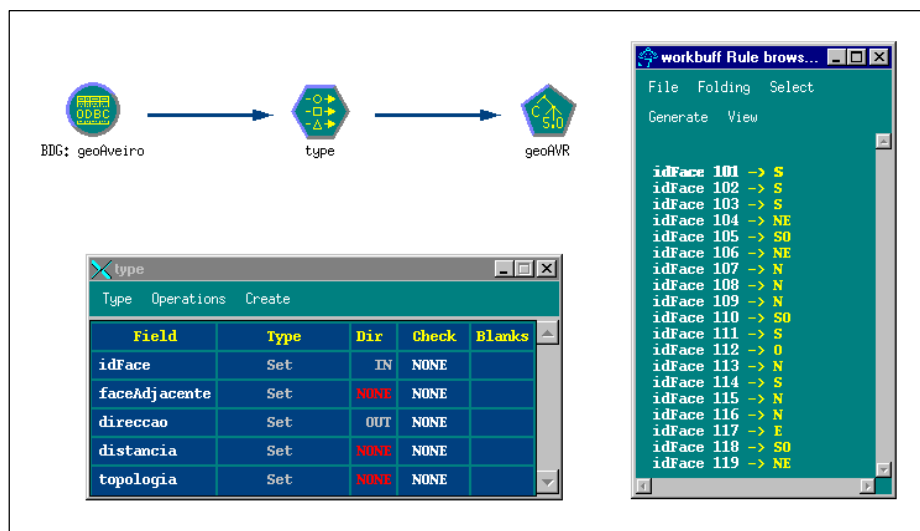 ODBC
C
5.0
BDG: geoAveiro
type
geoAVR
type
Type Operations Create
Field Type Dir Check Blanks
idFace Set IN NONE
faceAdjacente Set NONE NONE
direccao Set OUT NONE
distancia Set NONE NONE
topologia Set NONE NONE
workbuff Rule brows...
File Folding Select
Generate View
idFace 101 -> S
idFace 102 -> S
idFace 103 -> S
idFace 104 -> NE
idFace 105 -> SO
idFace 106 -> NE
idFace 107 -> N
idFace 108 -> N
idFace 109 -> N
idFace 110 -> SO
idFace 111 -> S
idFace 112 -> O
idFace 113 -> N
idFace 114 -> S
idFace 115 -> N
idFace 116 -> N
idFace 117 -> E
idFace 118 -> SO
idFace 119 -> NE